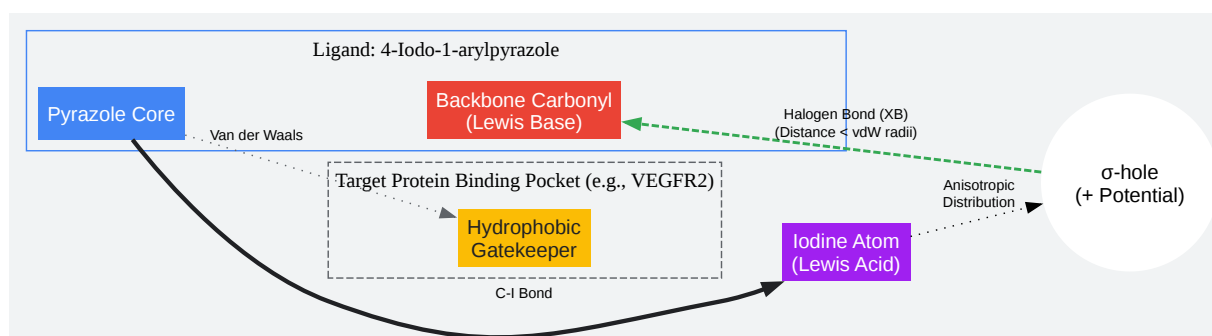 Ligand: 4-Iodo-1-arylpyrazole
Pyrazole Core
Backbone Carbonyl
(Lewis Base)
Halogen Bond (XB)
(Distance < vdW radii)
Van der Waals
Target Protein Binding Pocket (e.g., VEGFR2)
σ-hole
(+ Potential)
Anisotropic
Distribution
Hydrophobic
Gatekeeper
Iodine Atom
(Lewis Acid)
C-I Bond